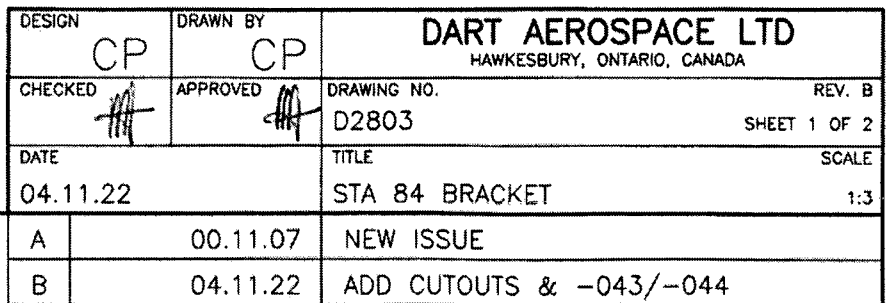 DESIGN
CP
DRAWN BY
CP
DART AEROSPACE LTD
HAWKESBURY, ONTARIO, CANADA
CHECKED
APPROVED
DRAWING NO.
D2803
REV. B
SHEET 1 OF 2
DATE
04.11.22
TITLE
STA 84 BRACKET
SCALE
1:3
A 00.11.07 NEW ISSUE
B 04.11.22 ADD CUTOUTS & -043/-044